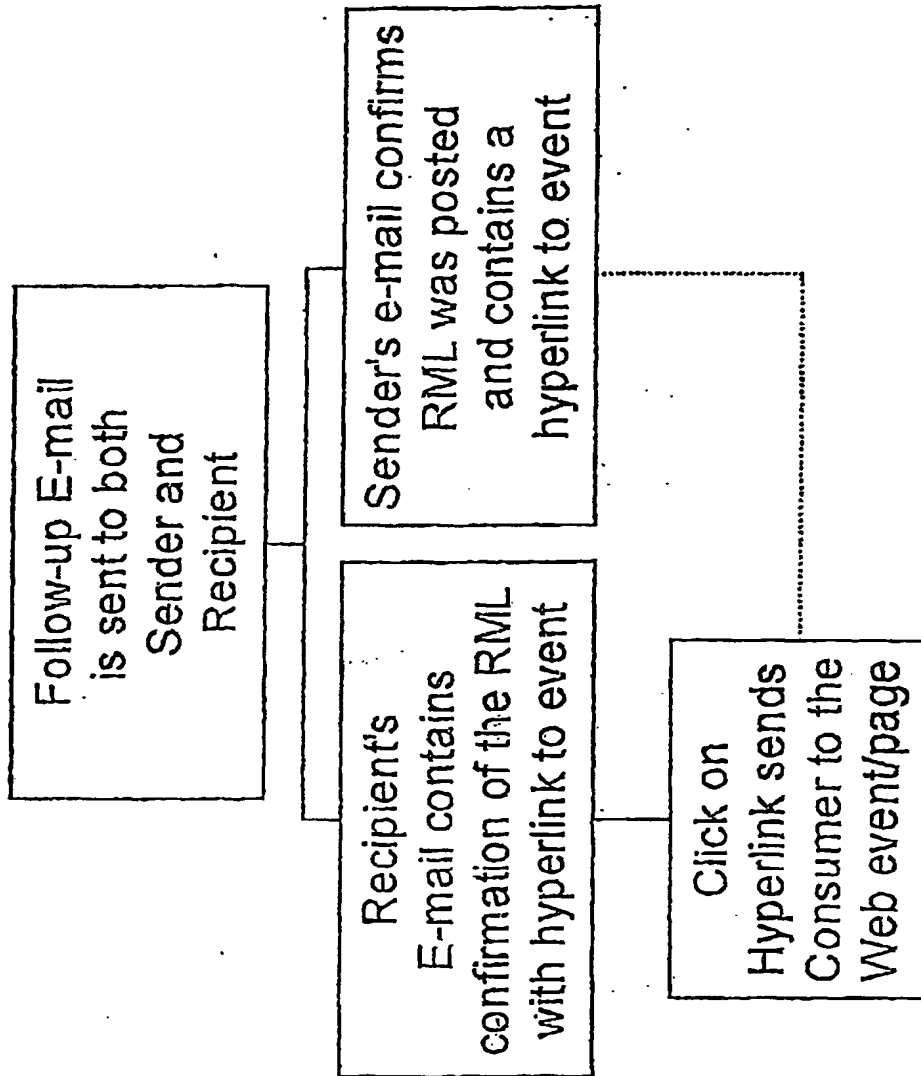 Follow-up E-mail
is sent to both
Sender and
Recipient
Recipient's
E-mail contains
confirmation of the RML
with hyperlink to event
Sender's e-mail confirms
RML was posted
and contains a
hyperlink to event
Click on
Hyperlink sends
Consumer to the
Web event/page